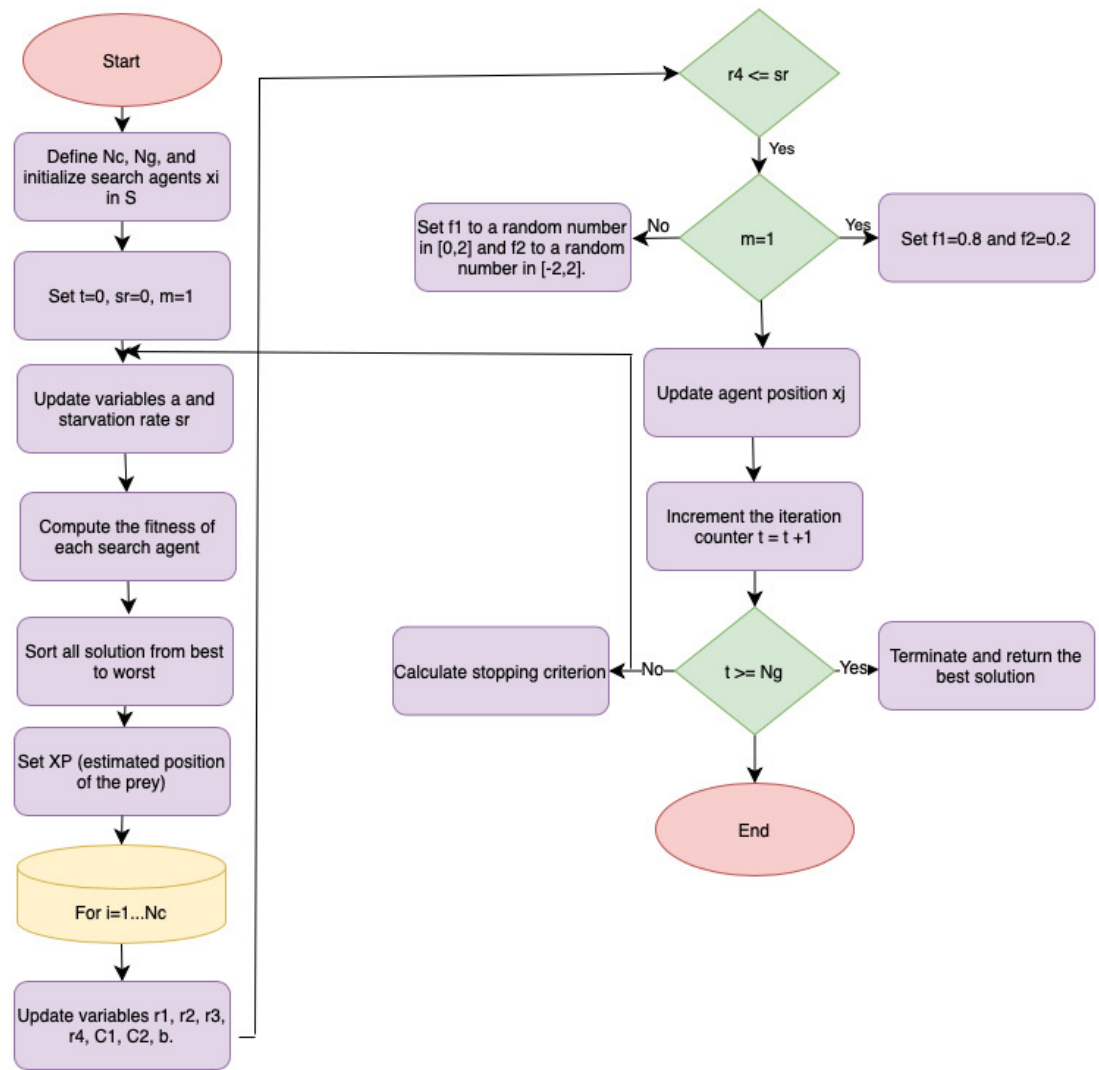 Start
Define Nc, Ng, and
initialize search agents xi
in S
Set t=0, sr=0, m=1
Update variables a and
starvation rate sr
Compute the fitness of
each search agent
Sort all solution from best
to worst
Set XP (estimated position
of the prey)
For i=1...Nc
Update variables r1, r2, r3,
r4, C1, C2, b.
r4 <= sr
Yes
m=1
No
Set f1 to a random number
in [0,2] and f2 to a random
number in [-2,2].
Yes
Set f1=0.8 and f2=0.2
Update agent position xj
Increment the iteration
counter t = t +1
t >= Ng
No
Calculate stopping criterion
Yes
Terminate and return the
best solution
End